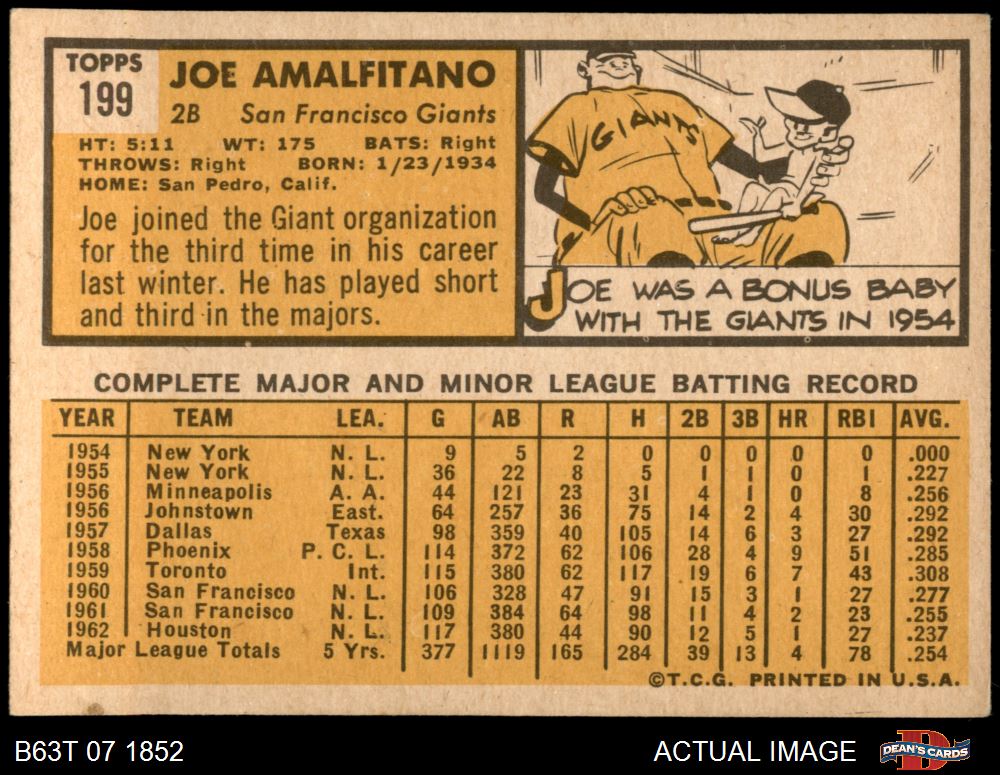 TOPPS
199
JOE AMALFITANO
2B San Francisco Giants
HT: 5:11 WT: 175 BATS: Right
THROWS: Right BORN: 1/23/1934
HOME: San Pedro, Calif.
Joe joined the Giant organization
for the third time in his career
last winter. He has played short
and third in the majors.
GIANTS
JOE WAS A BONUS BABY
WITH THE GIANTS IN 1954
COMPLETE MAJOR AND MINOR LEAGUE BATTING RECORD
YEAR TEAM LEA. G AB R H 2B 3B HR RBI AVG.
1954 New York N. L. 9 5 2 0 0 0 0 0 .000
1955 New York N. L. 36 22 8 5 1 1 0 1 .227
1956 Minneapolis A. A. 44 121 23 31 4 1 0 8 .256
1956 Johnstown East. 64 257 36 75 14 2 4 30 .292
1957 Dallas Texas 98 359 40 105 14 6 3 27 .292
1958 Phoenix P. C. L. 114 372 62 106 28 4 9 51 .285
1959 Toronto Int. 115 380 62 117 19 6 7 43 .308
1960 San Francisco N. L. 106 328 47 91 15 3 1 27 .277
1961 San Francisco N. L. 109 384 64 98 11 4 2 23 .255
1962 Houston N. L. 117 380 44 90 12 5 1 27 .237
Major League Totals 5 Yrs. 377 1119 165 284 39 13 4 78 .254
©T.C.G. PRINTED IN U.S.A.
B63T 07 1852 ACTUAL IMAGE DEAN'S CARDS